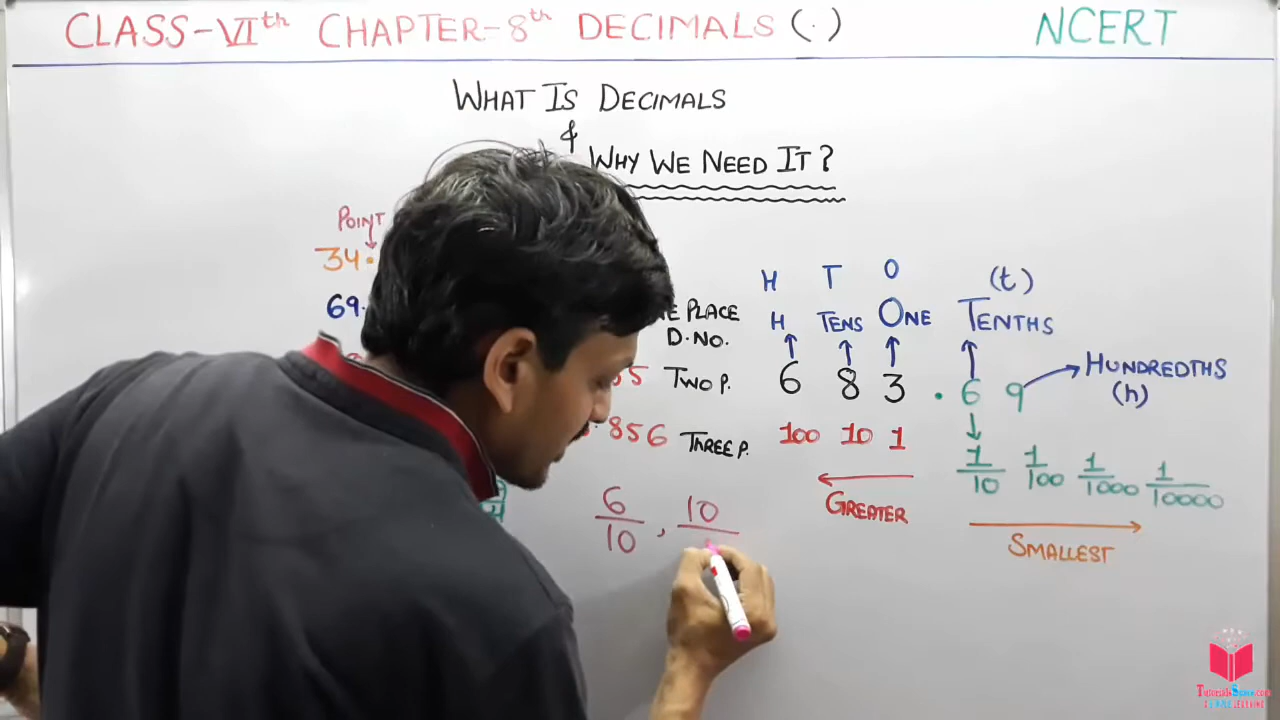 CLASS-VIth CHAPTER-8th DECIMALS (.) NCERT
WHAT IS DECIMALS
&
WHY WE NEED IT?
POINT
34.
69.
PLACE
D.NO.
55 TWO P.
.856 THREE P.
H T O (t)
H TENS ONE TENTHS
HUNDREDTHS
(h)
6 8 3 . 6 9
100 10 1
1/10 1/100 1/1000 1/10000
GREATER
SMALLEST
6/10 , 10/